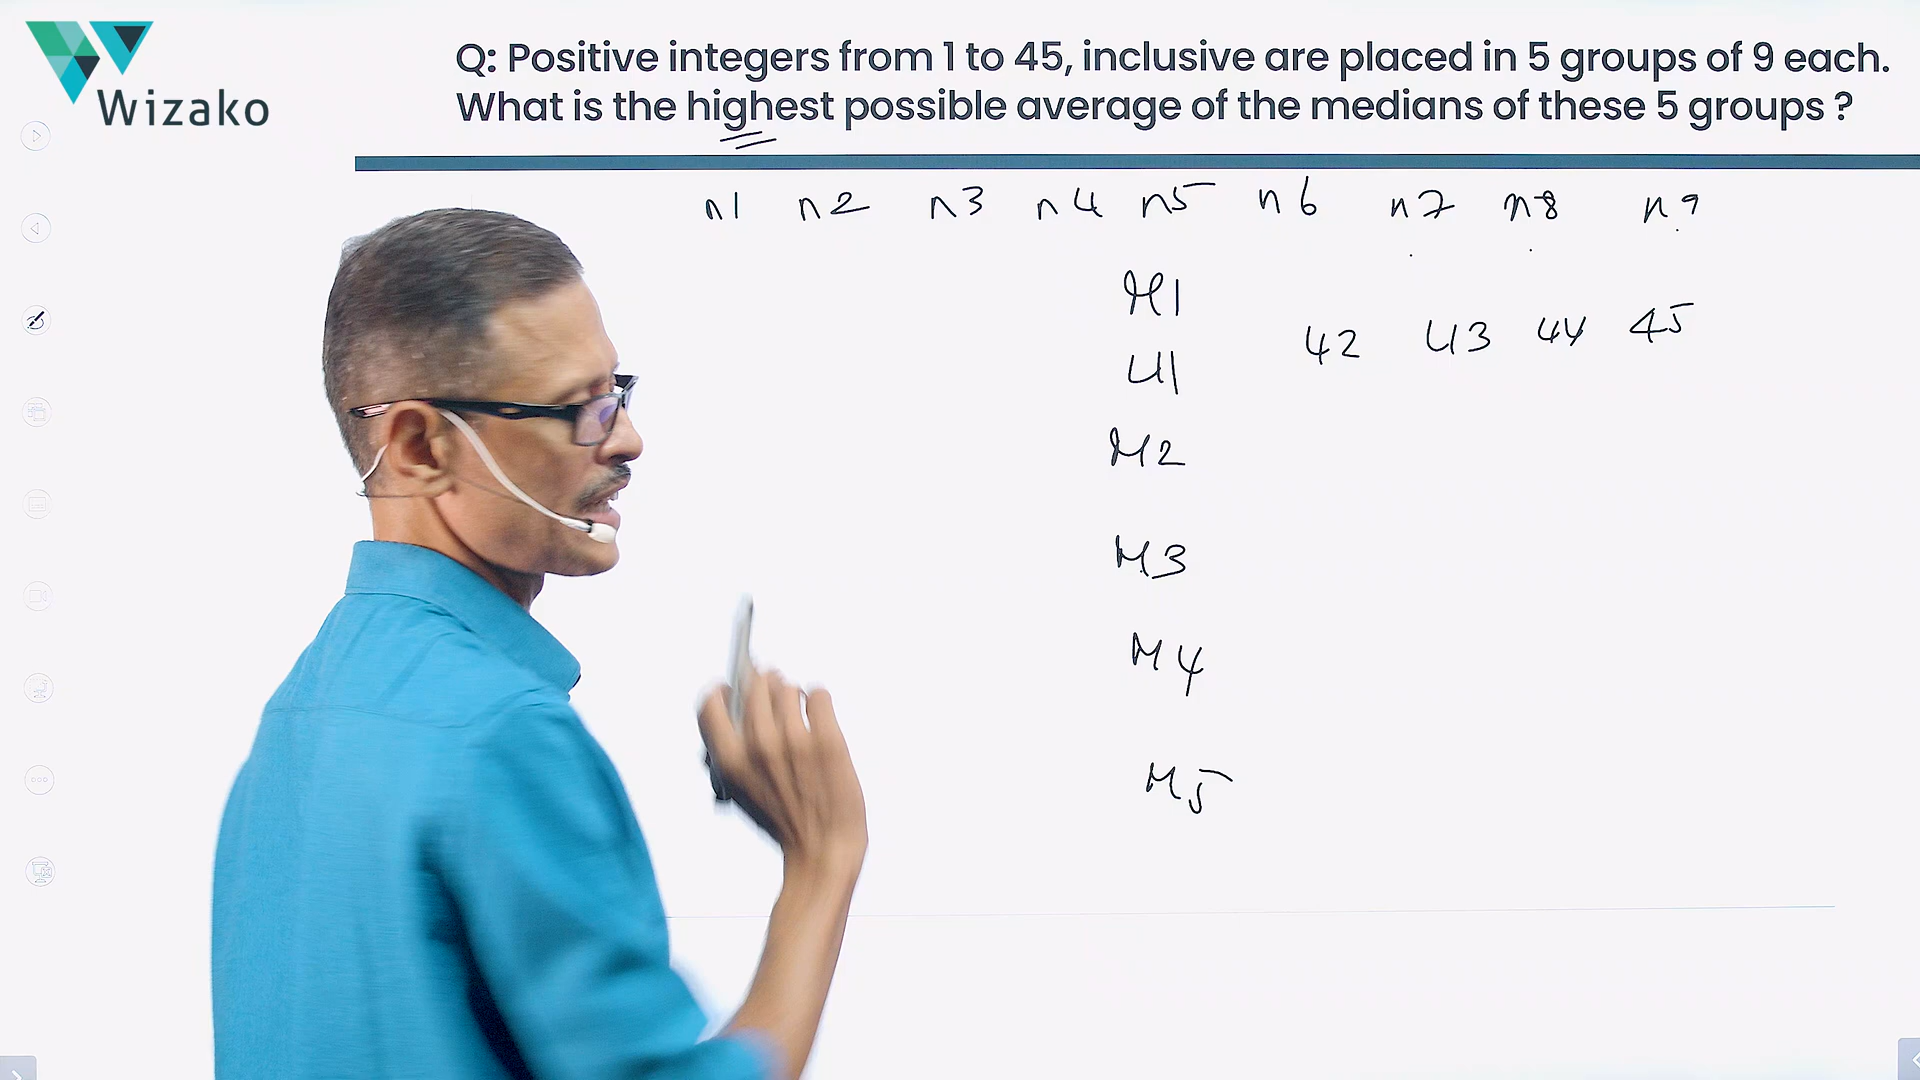 Wizako
Q: Positive integers from 1 to 45, inclusive are placed in 5 groups of 9 each.
What is the highest possible average of the medians of these 5 groups ?
n1 n2 n3 n4 n5 n6 n7 n8 n9
M1
41 42 43 44 45
M2
M3
M4
M5